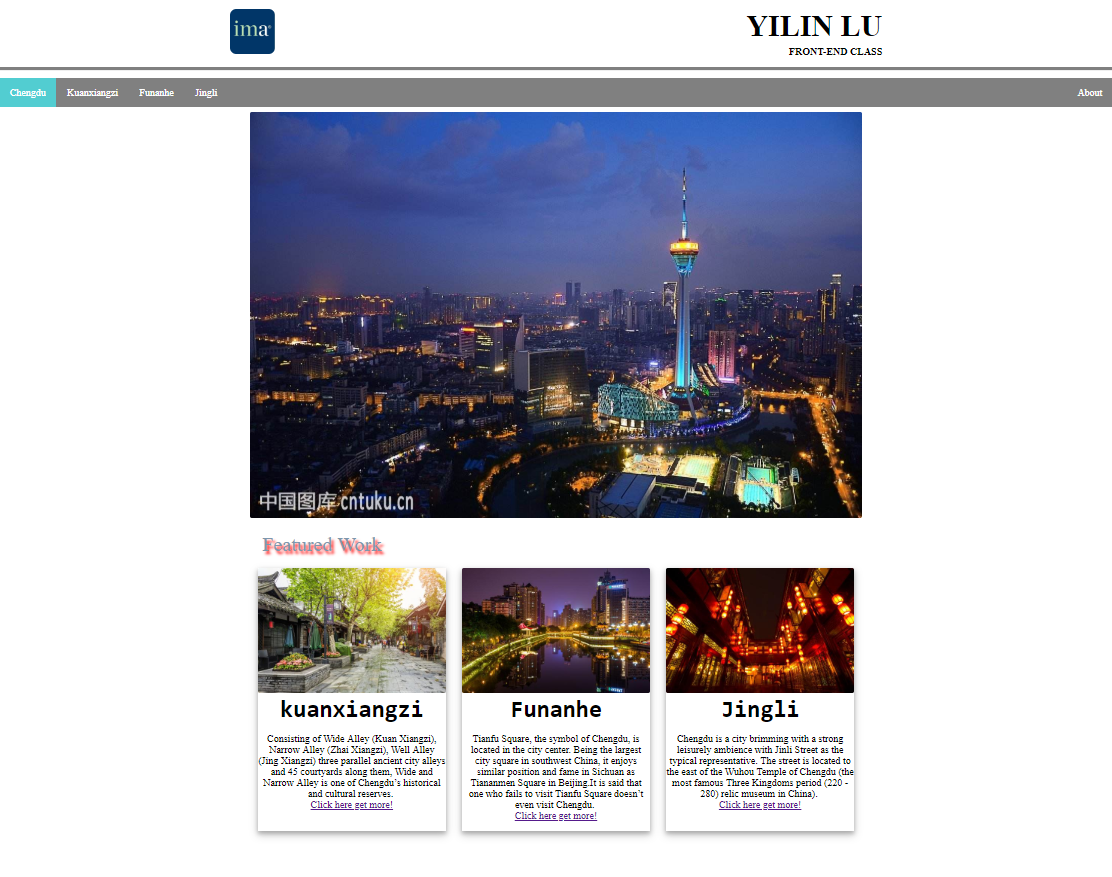 ima®
YILIN LU
FRONT-END CLASS
Chengdu Kuanxiangzi Funanhe Jingli About
中国图库 cntuku.cn
Featured Work
kuanxiangzi
Consisting of Wide Alley (Kuan Xiangzi),
Narrow Alley (Zhai Xiangzi), Well Alley
(Jing Xiangzi) three parallel ancient city alleys
and 45 courtyards along them, Wide and
Narrow Alley is one of Chengdu’s historical
and cultural reserves.
Click here get more!
Funanhe
Tianfu Square, the symbol of Chengdu, is
located in the city center. Being the largest
city square in southwest China, it enjoys
similar position and fame in Sichuan as
Tiananmen Square in Beijing.It is said that
one who fails to visit Tianfu Square doesn’t
even visit Chengdu.
Click here get more!
Jingli
Chengdu is a city brimming with a strong
leisurely ambience with Jinli Street as the
typical representative. The street is located to
the east of the Wuhou Temple of Chengdu (the
most famous Three Kingdoms period (220 -
280) relic museum in China).
Click here get more!